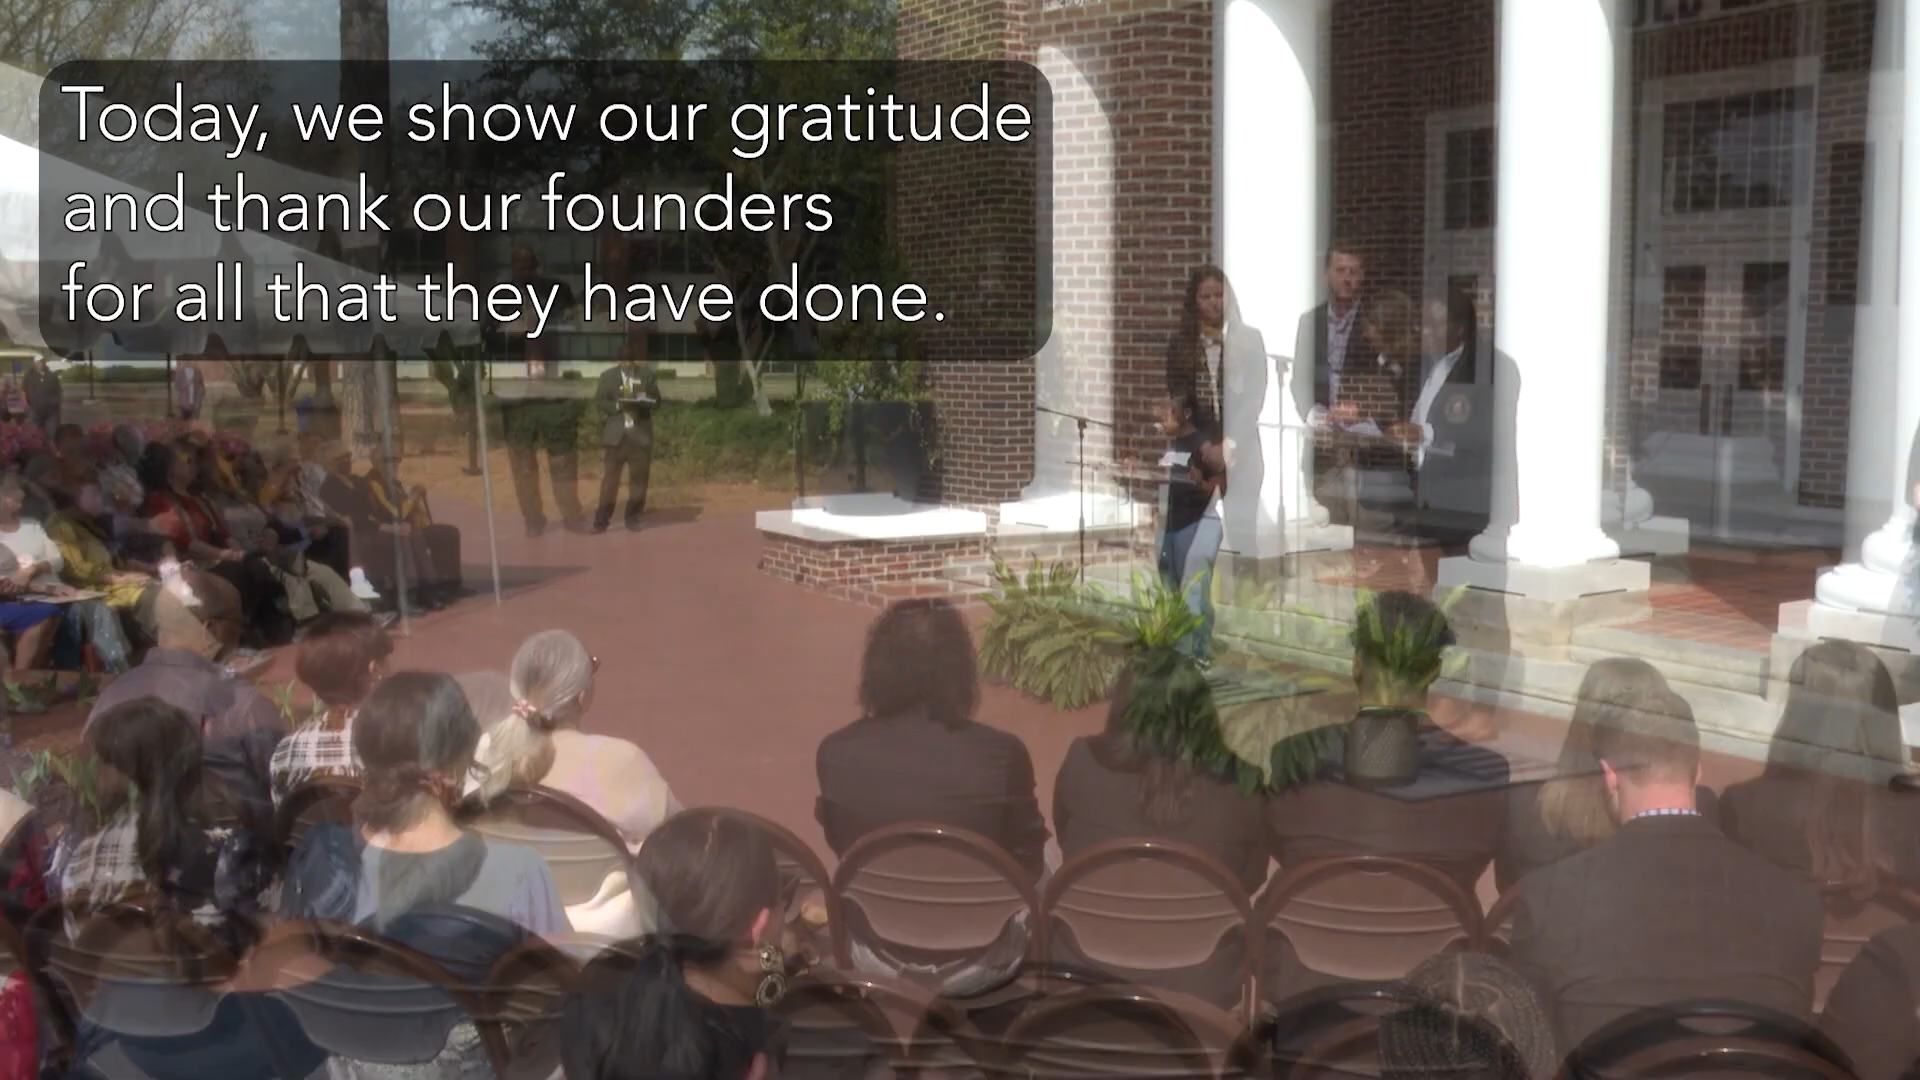 Today, we show our gratitude
and thank our founders
for all that they have done.